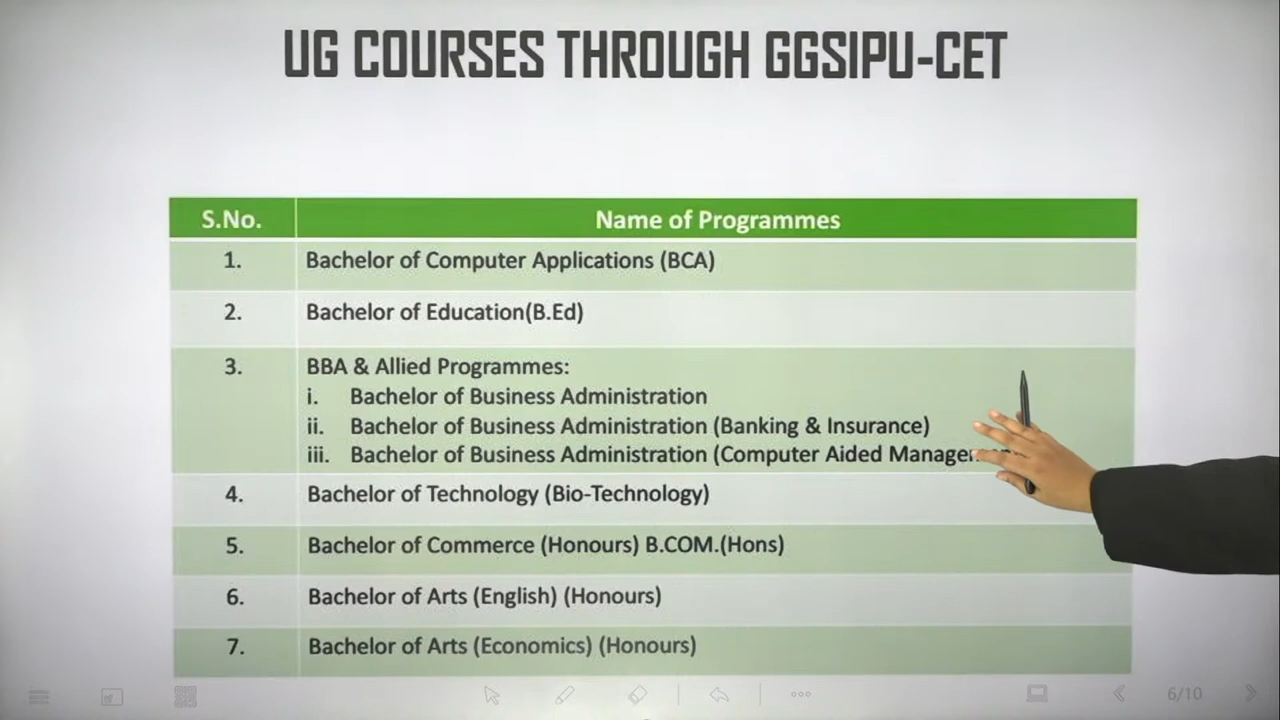 UG COURSES THROUGH GGSIPU-CET
S.No. Name of Programmes
1. Bachelor of Computer Applications (BCA)
2. Bachelor of Education(B.Ed)
3. BBA & Allied Programmes:
i. Bachelor of Business Administration
ii. Bachelor of Business Administration (Banking & Insurance)
iii. Bachelor of Business Administration (Computer Aided
4. Bachelor of Technology (Bio-Technology)
5. Bachelor of Commerce (Honours) B.COM.(Hons)
6. Bachelor of Arts (English) (Honours)
7. Bachelor of Arts (Economics) (Honours)
6/10